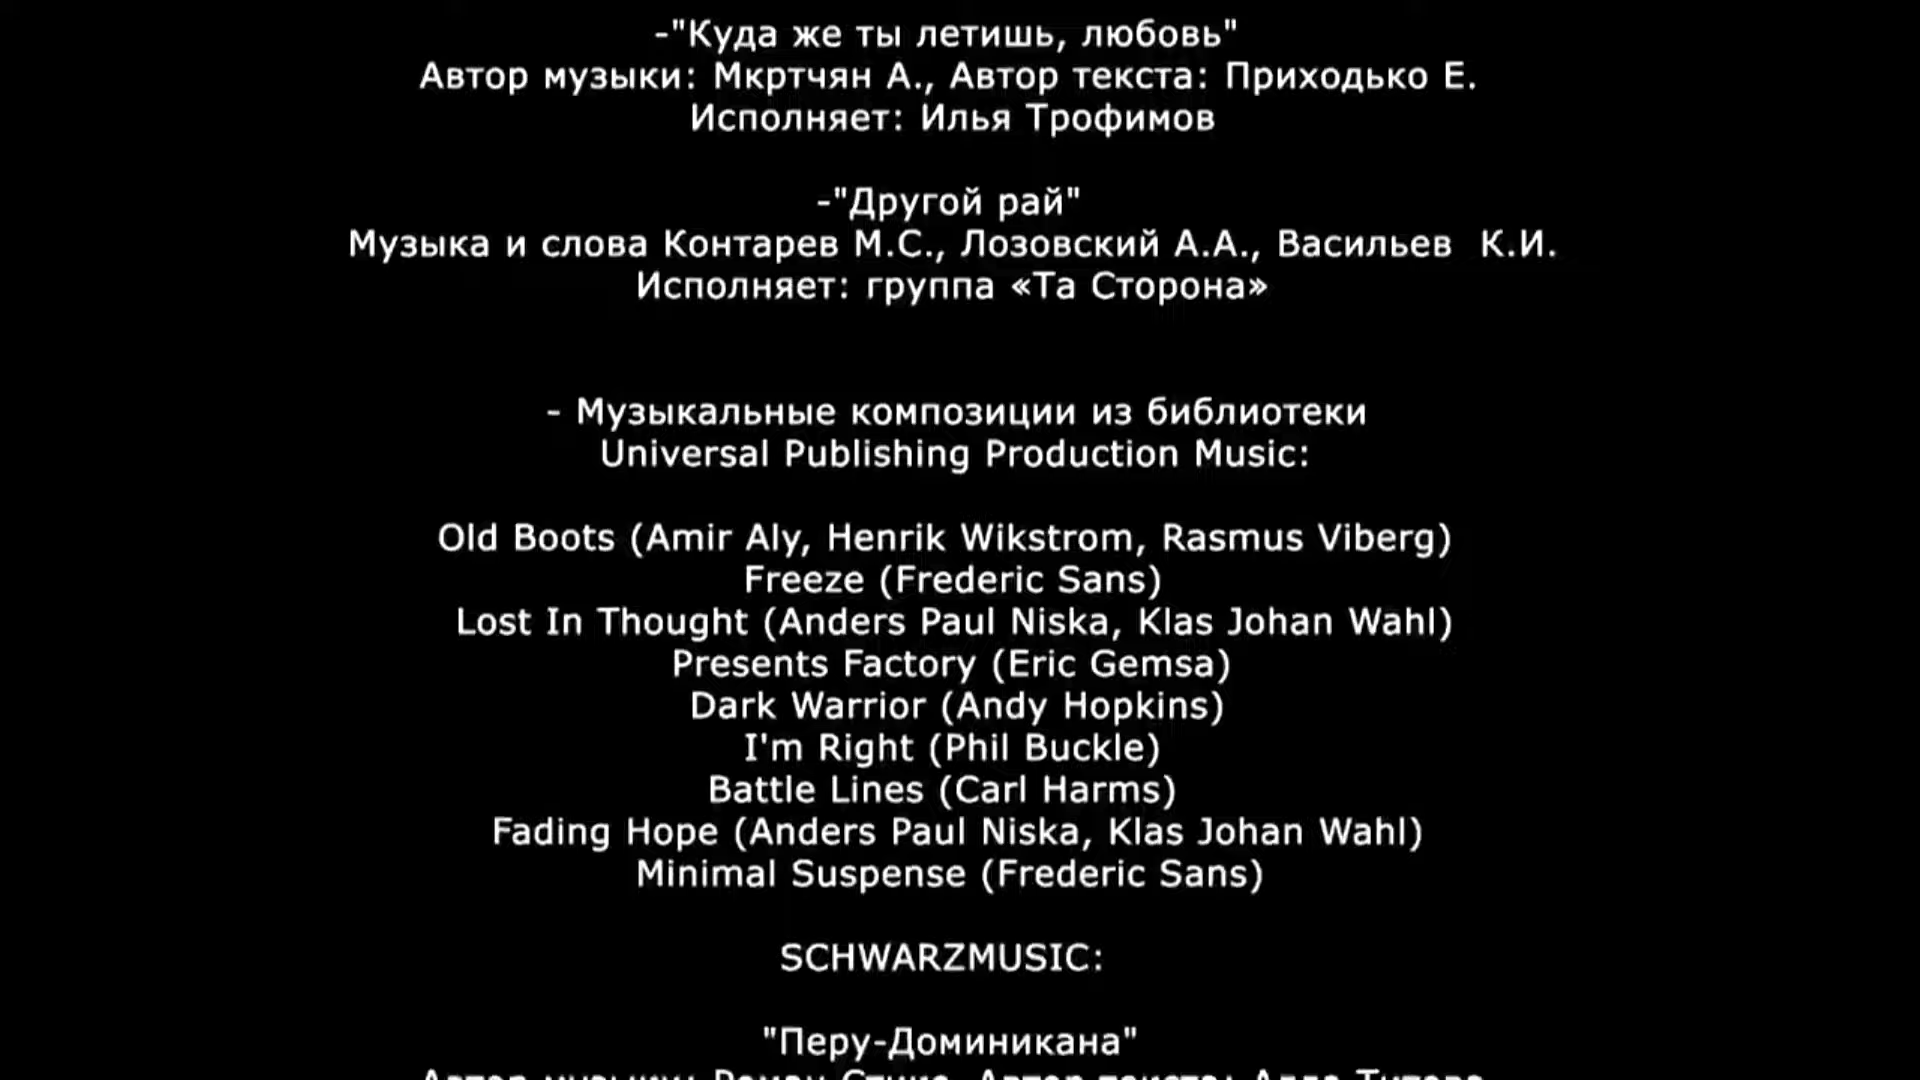 -"Куда же ты летишь, любовь"
Автор музыки: Мкртчян А., Автор текста: Приходько Е.
Исполняет: Илья Трофимов
-"Другой рай"
Музыка и слова Контарев М.С., Лозовский А.А., Васильев К.И.
Исполняет: группа «Та Сторона»
- Музыкальные композиции из библиотеки
Universal Publishing Production Music:
Old Boots (Amir Aly, Henrik Wikstrom, Rasmus Viberg)
Freeze (Frederic Sans)
Lost In Thought (Anders Paul Niska, Klas Johan Wahl)
Presents Factory (Eric Gemsa)
Dark Warrior (Andy Hopkins)
I'm Right (Phil Buckle)
Battle Lines (Carl Harms)
Fading Hope (Anders Paul Niska, Klas Johan Wahl)
Minimal Suspense (Frederic Sans)
SCHWARZMUSIC:
"Перу-Доминикана"